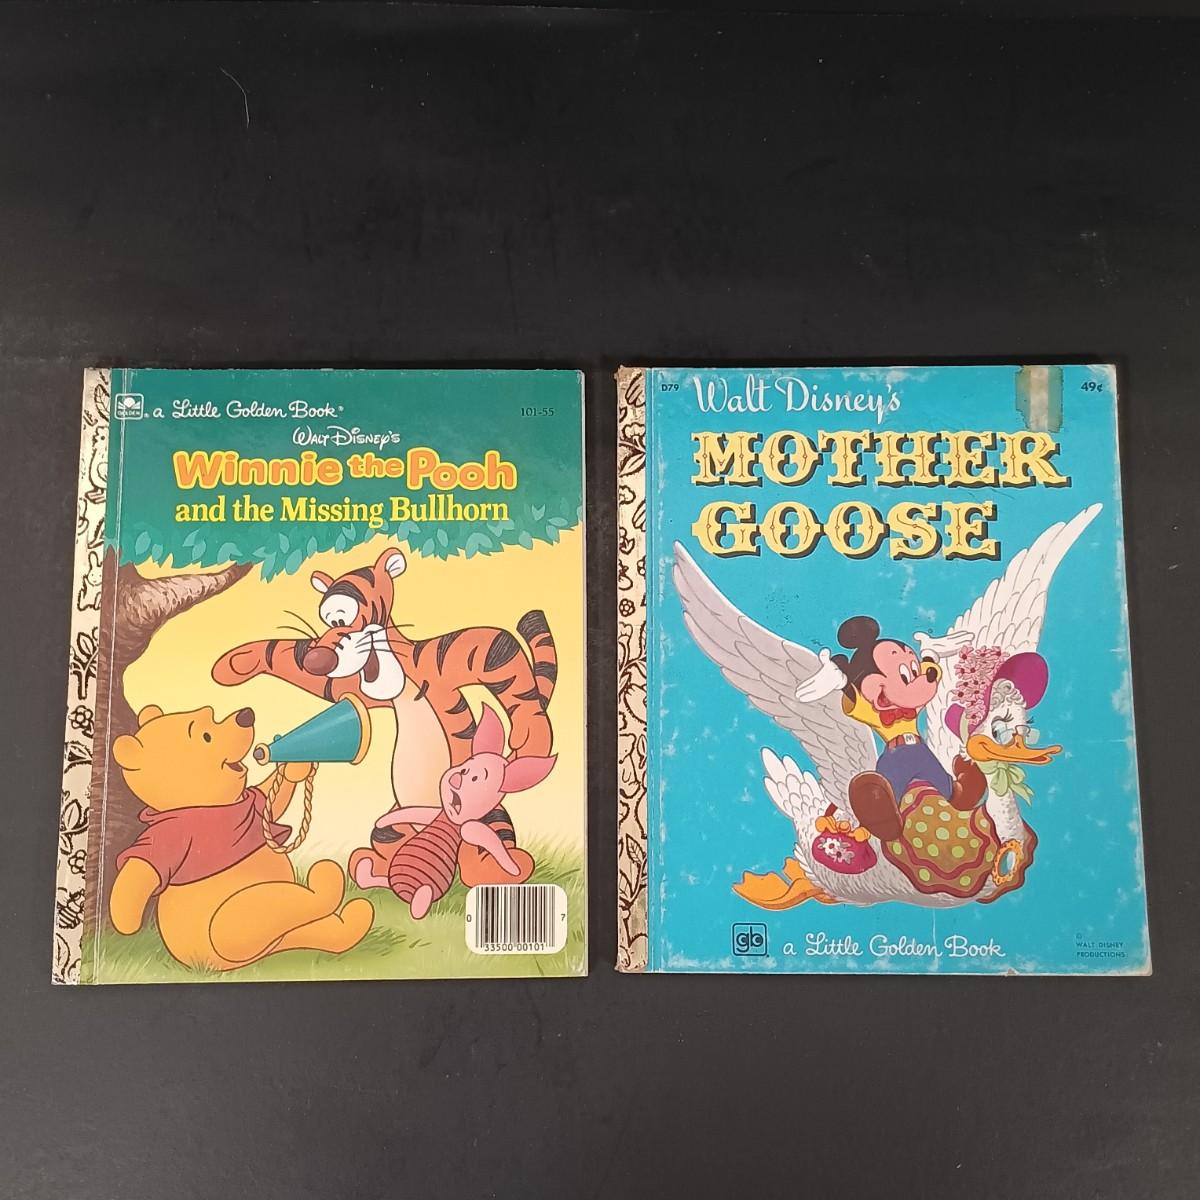 GOLDEN® a Little Golden Book®
101-55
WALT DISNEY'S
Winnie the Pooh
and the Missing Bullhorn
0
33500 00101
7
D79
Walt Disney's
49¢
MOTHER
GOOSE
M
gb
a Little Golden Book
©
WALT DISNEY
PRODUCTIONS